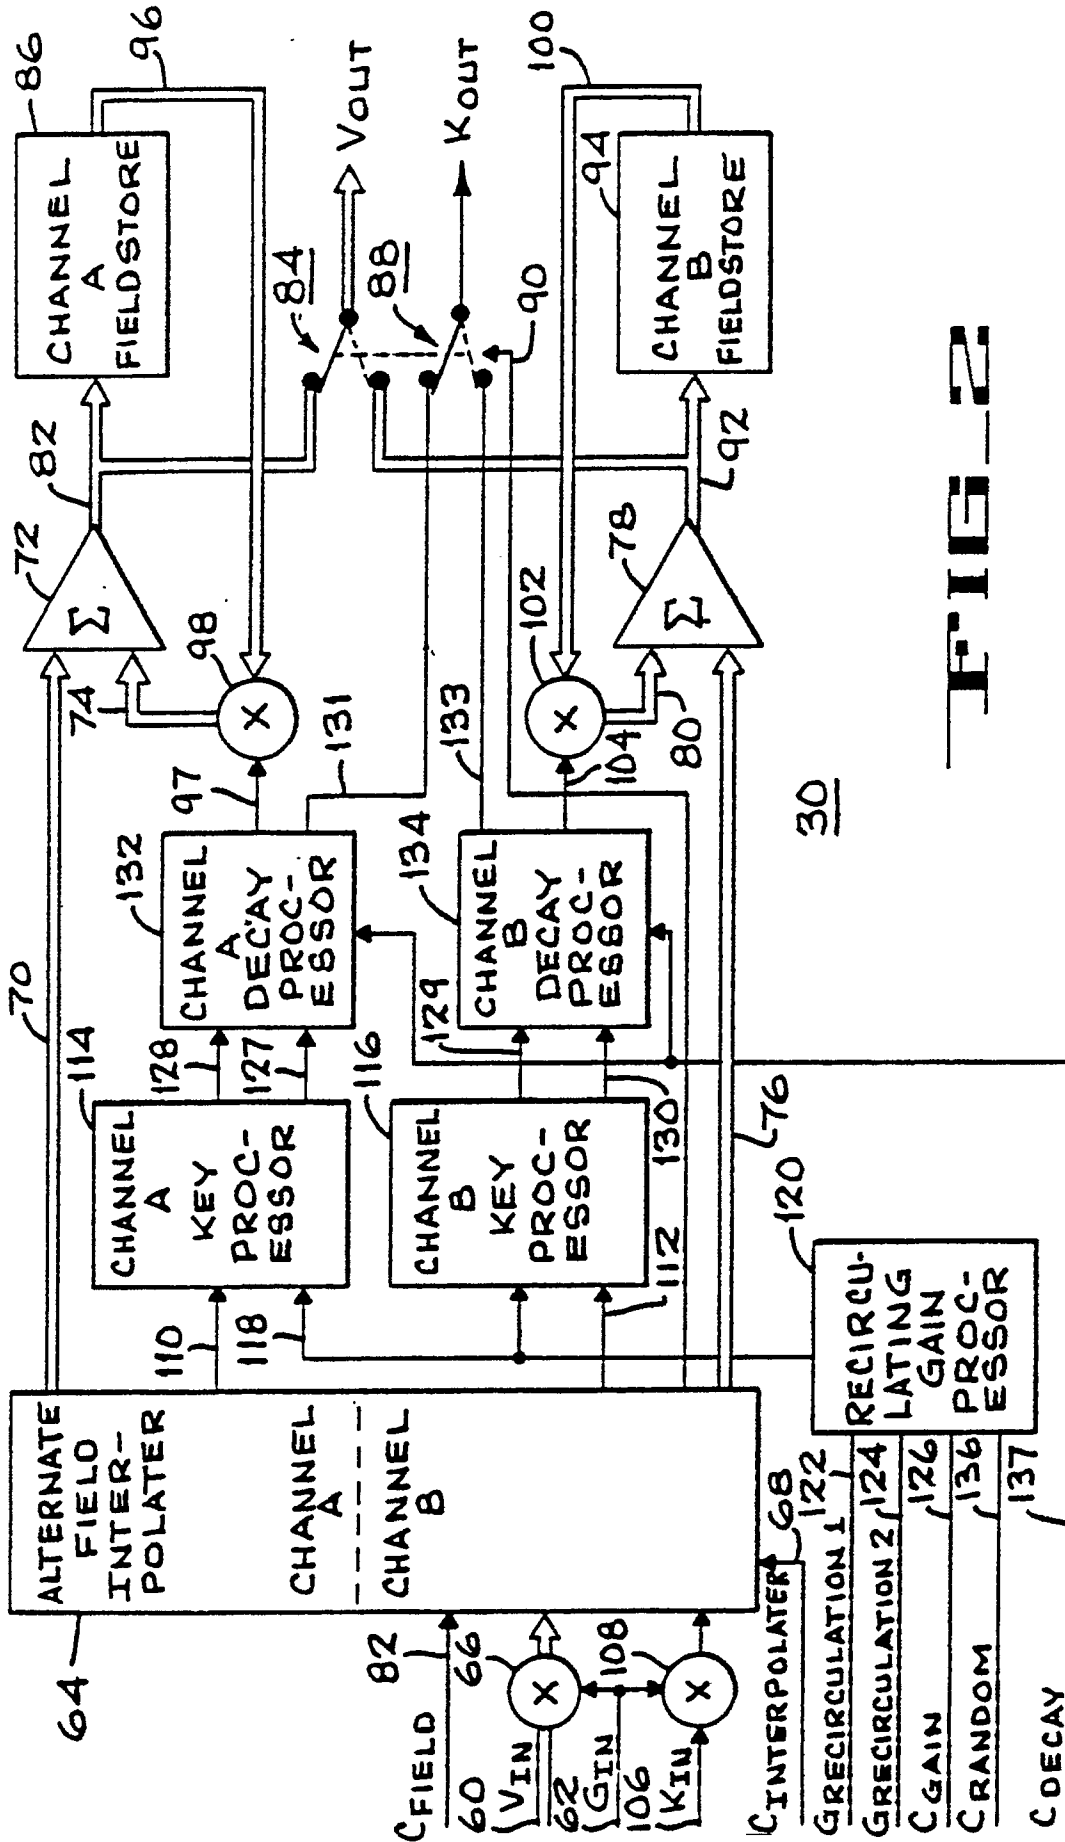 64
ALTERNATE
FIELD
INTER-
POLATER
CHANNEL
A
CHANNEL
B
70
110
118
112
114
CHANNEL
A
KEY
PROC-
ESSOR
116
CHANNEL
B
KEY
PROC-
ESSOR
128
127
129
130
132
CHANNEL
A
DECAY
PROC-
ESSOR
134
CHANNEL
B
DECAY
PROC-
ESSOR
97
131
133
104
74
98
X
102
X
80
72
Σ
78
Σ
82
92
84
88
90
86
CHANNEL
A
FIELDSTORE
94
CHANNEL
B
FIELDSTORE
96
100
VOUT
KOUT
76
120
RECIRCU-
LATING
GAIN
PROC-
ESSOR
CFIELD
82
60
VIN
66
X
62
GIN
106
KIN
108
X
CINTERPOLATER
68
GRECIRCULATION 1
122
GRECIRCULATION 2
124
CGAIN
126
CRANDOM
136
CDECAY
137
30
FIG_2